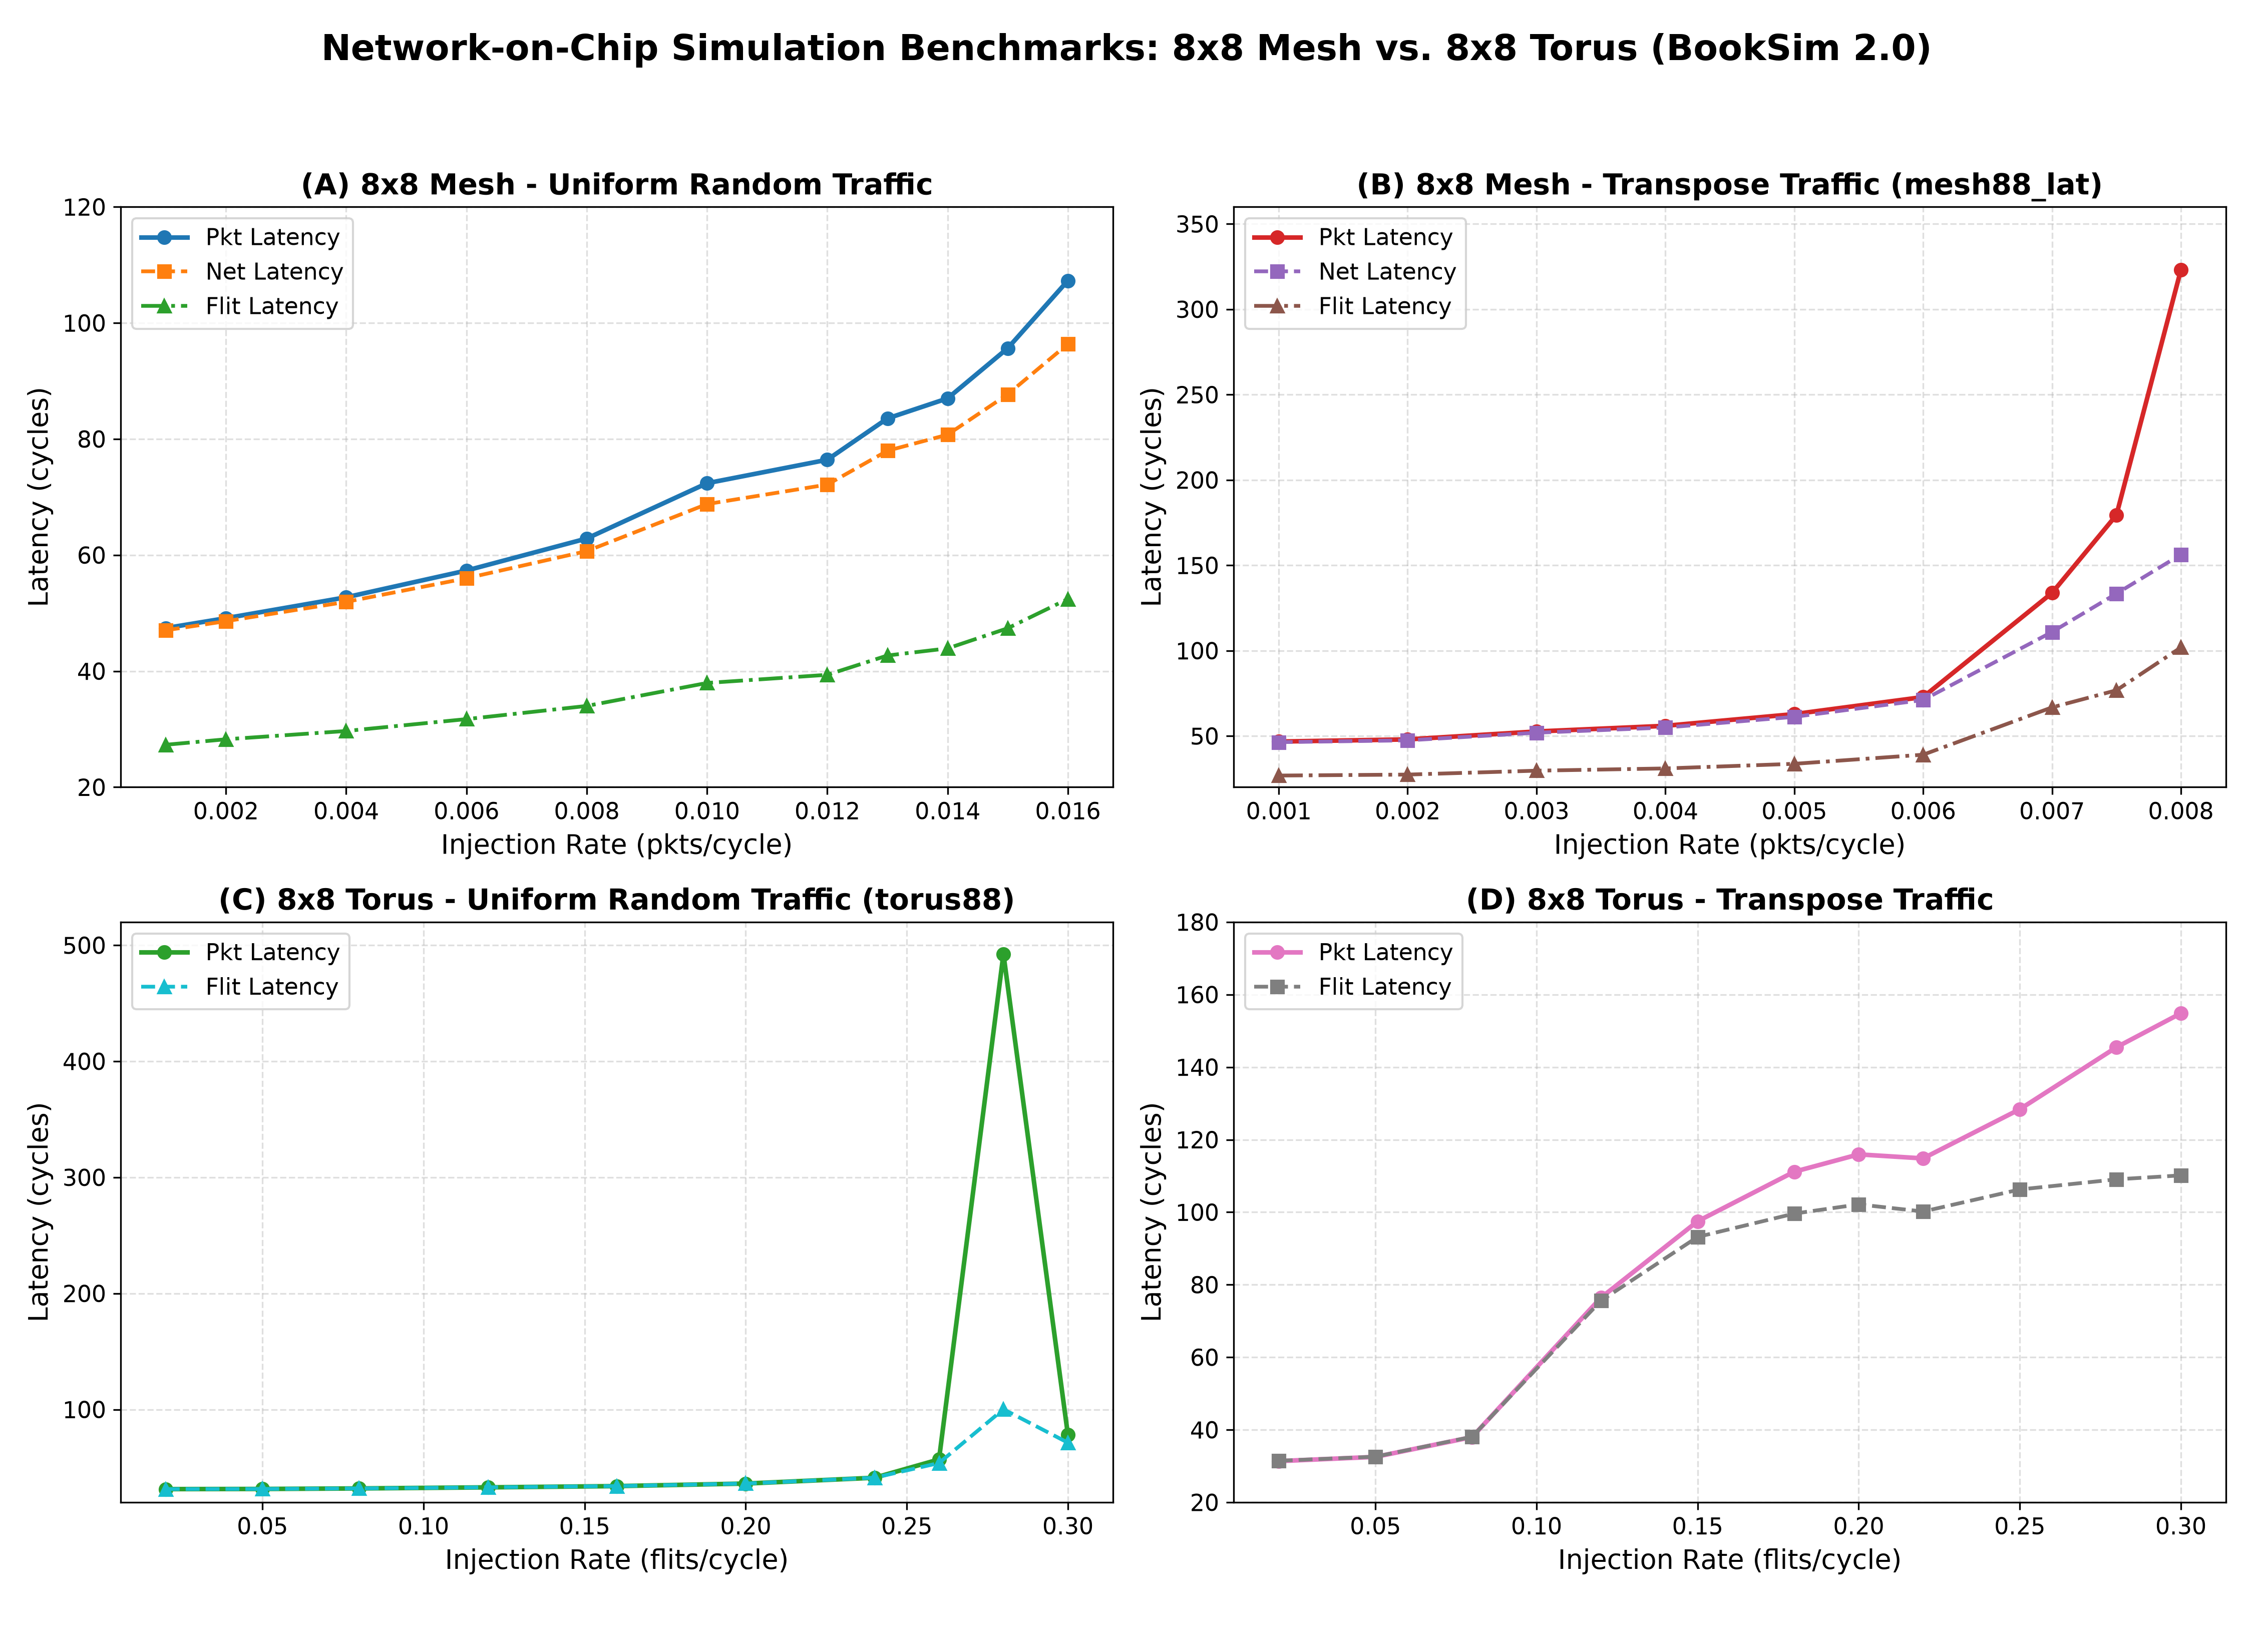 Network-on-Chip Simulation Benchmarks: 8x8 Mesh vs. 8x8 Torus (BookSim 2.0)
(A) 8x8 Mesh - Uniform Random Traffic
Pkt Latency
Net Latency
Flit Latency
120
100
80
60
40
20
Latency (cycles)
0.002 0.004 0.006 0.008 0.010 0.012 0.014 0.016
Injection Rate (pkts/cycle)
(B) 8x8 Mesh - Transpose Traffic (mesh88_lat)
Pkt Latency
Net Latency
Flit Latency
350
300
250
200
150
100
50
Latency (cycles)
0.001 0.002 0.003 0.004 0.005 0.006 0.007 0.008
Injection Rate (pkts/cycle)
(C) 8x8 Torus - Uniform Random Traffic (torus88)
Pkt Latency
Flit Latency
500
400
300
200
100
Latency (cycles)
0.05 0.10 0.15 0.20 0.25 0.30
Injection Rate (flits/cycle)
(D) 8x8 Torus - Transpose Traffic
Pkt Latency
Flit Latency
180
160
140
120
100
80
60
40
20
Latency (cycles)
0.05 0.10 0.15 0.20 0.25 0.30
Injection Rate (flits/cycle)